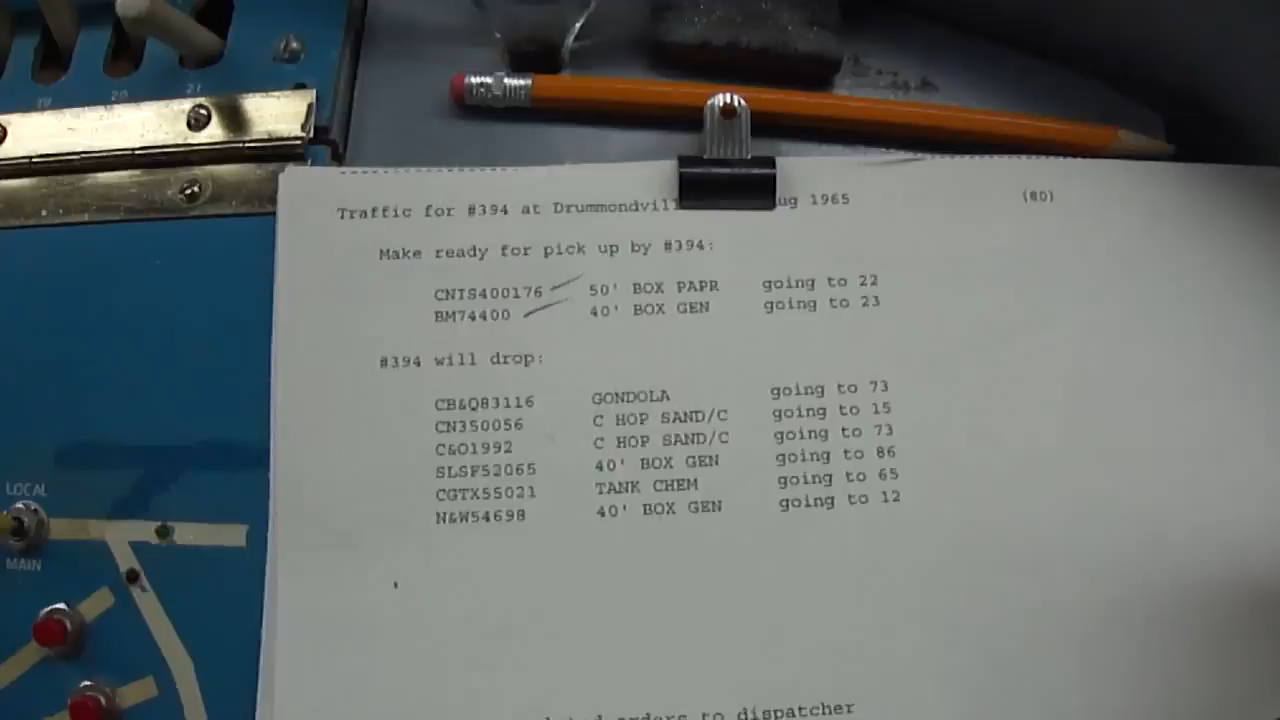 19 20 21
Traffic for #394 at Drummondvil ug 1965 (80)
Make ready for pick up by #394:
CNIS400176 50' BOX PAPR going to 22
BM74400 40' BOX GEN going to 23
#394 will drop:
CB&Q83116 GONDOLA going to 73
CN350056 C HOP SAND/C going to 15
C&O1992 C HOP SAND/C going to 73
SLSF52065 40' BOX GEN going to 86
CGTX55021 TANK CHEM going to 65
N&W54698 40' BOX GEN going to 12
orders to dispatcher
LOCAL
MAIN